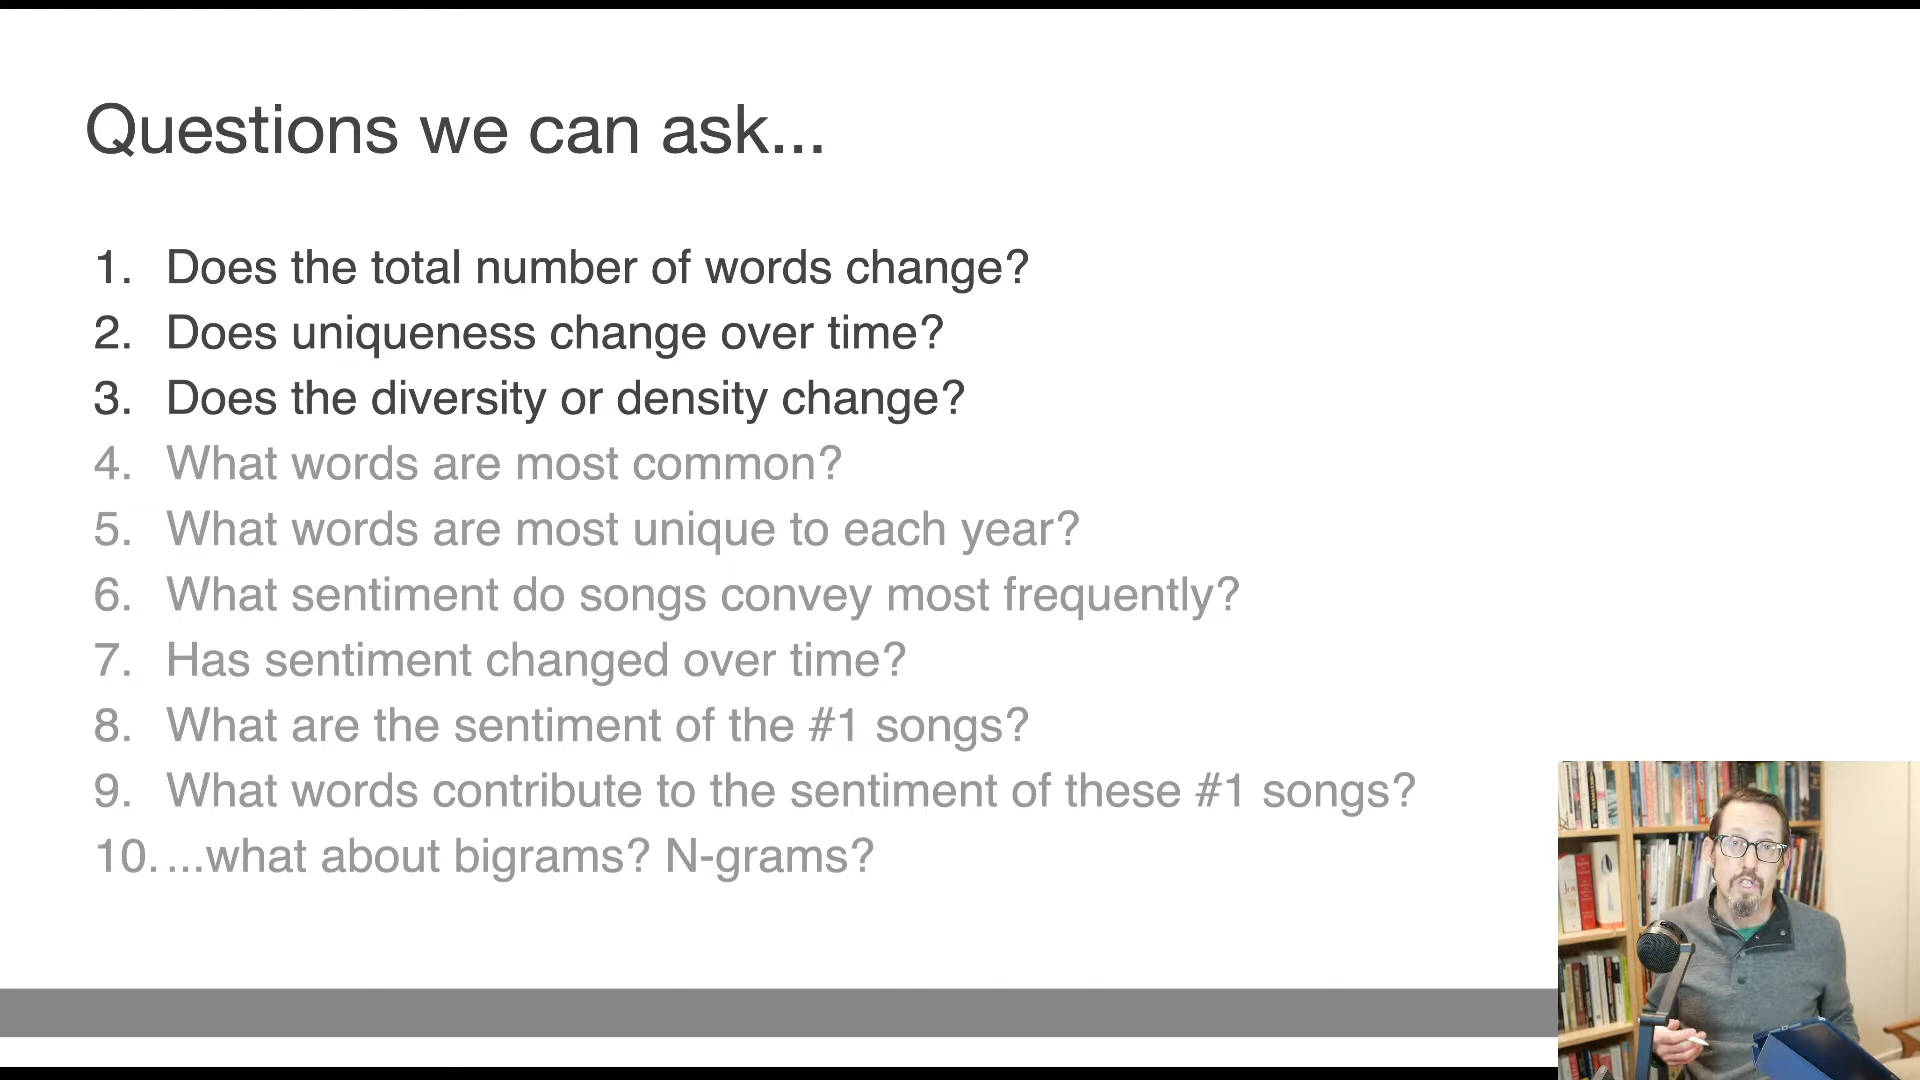 Questions we can ask...
1. Does the total number of words change?
2. Does uniqueness change over time?
3. Does the diversity or density change?
4. What words are most common?
5. What words are most unique to each year?
6. What sentiment do songs convey most frequently?
7. Has sentiment changed over time?
8. What are the sentiment of the #1 songs?
9. What words contribute to the sentiment of these #1 songs?
10. ...what about bigrams? N-grams?